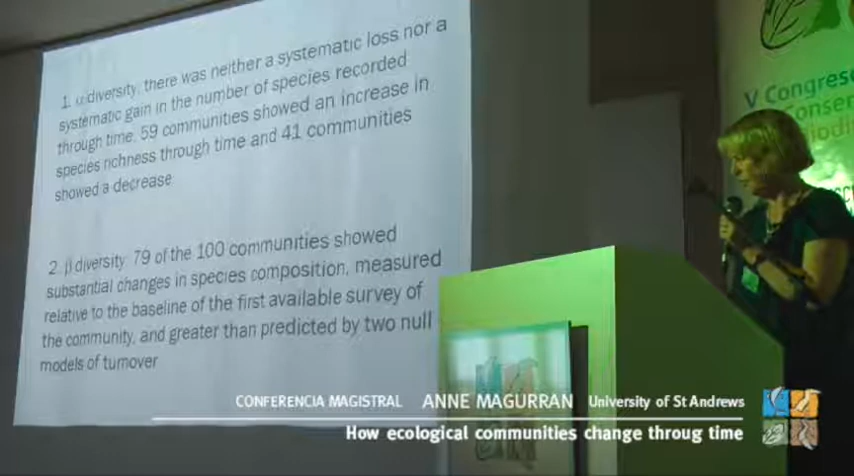 1. α diversity: there was neither a systematic loss nor a
systematic gain in the number of species recorded
through time. 59 communities showed an increase in
species richness through time and 41 communities
showed a decrease
2. β diversity: 79 of the 100 communities showed
substantial changes in species composition, measured
relative to the baseline of the first available survey of
the community, and greater than predicted by two null
models of turnover
V Congres
Conser
iodi
CONFERENCIA MAGISTRAL ANNE MAGURRAN University of St Andrews
How ecological communities change throug time